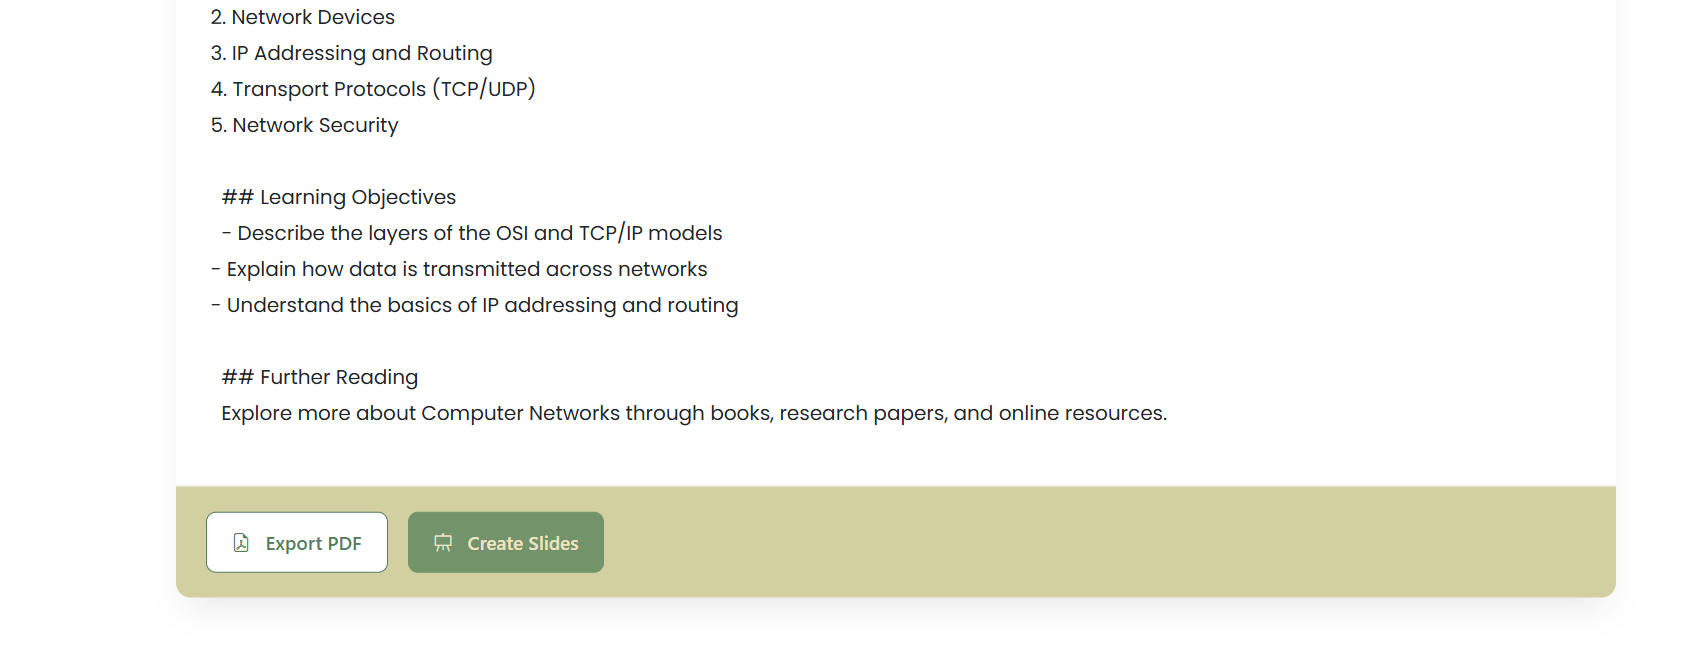 2. Network Devices
3. IP Addressing and Routing
4. Transport Protocols (TCP/UDP)
5. Network Security
## Learning Objectives
- Describe the layers of the OSI and TCP/IP models
- Explain how data is transmitted across networks
- Understand the basics of IP addressing and routing
## Further Reading
Explore more about Computer Networks through books, research papers, and online resources.
Export PDF
Create Slides